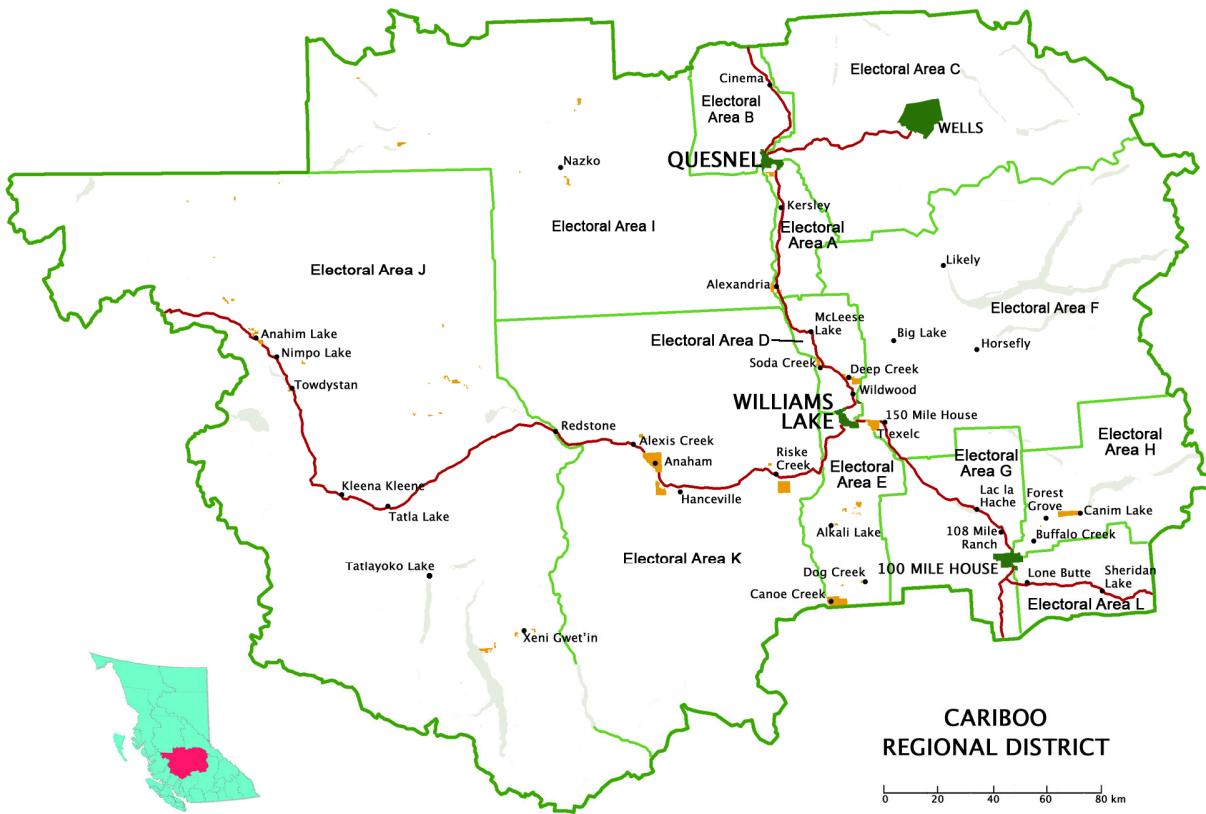 Cinema
Electoral Area C
Electoral
Area B
WELLS
QUESNEL
Nazko
Kersley
Electoral Area I
Electoral
Area A
Likely
Electoral Area J
Alexandria
Electoral Area F
McLeese
Lake
Anahim Lake
Electoral Area D
Big Lake
Horsefly
Nimpo Lake
Soda Creek
Deep Creek
Towdystan
Wildwood
WILLIAMS
LAKE
150 Mile House
Redstone
Tlexelc
Electoral
Area H
Alexis Creek
Electoral
Area G
Riske
Creek
Anaham
Electoral
Area E
Kleena Kleene
Hanceville
Lac la
Hache
Forest
Grove
Tatla Lake
Canim Lake
Alkali Lake
108 Mile
Ranch
Buffalo Creek
Electoral Area K
Tatlayoko Lake
100 MILE HOUSE
Dog Creek
Lone Butte
Sheridan
Lake
Canoe Creek
Electoral Area L
Xeni Gwet'in
CARIBOO
REGIONAL DISTRICT
0 20 40 60 80 km